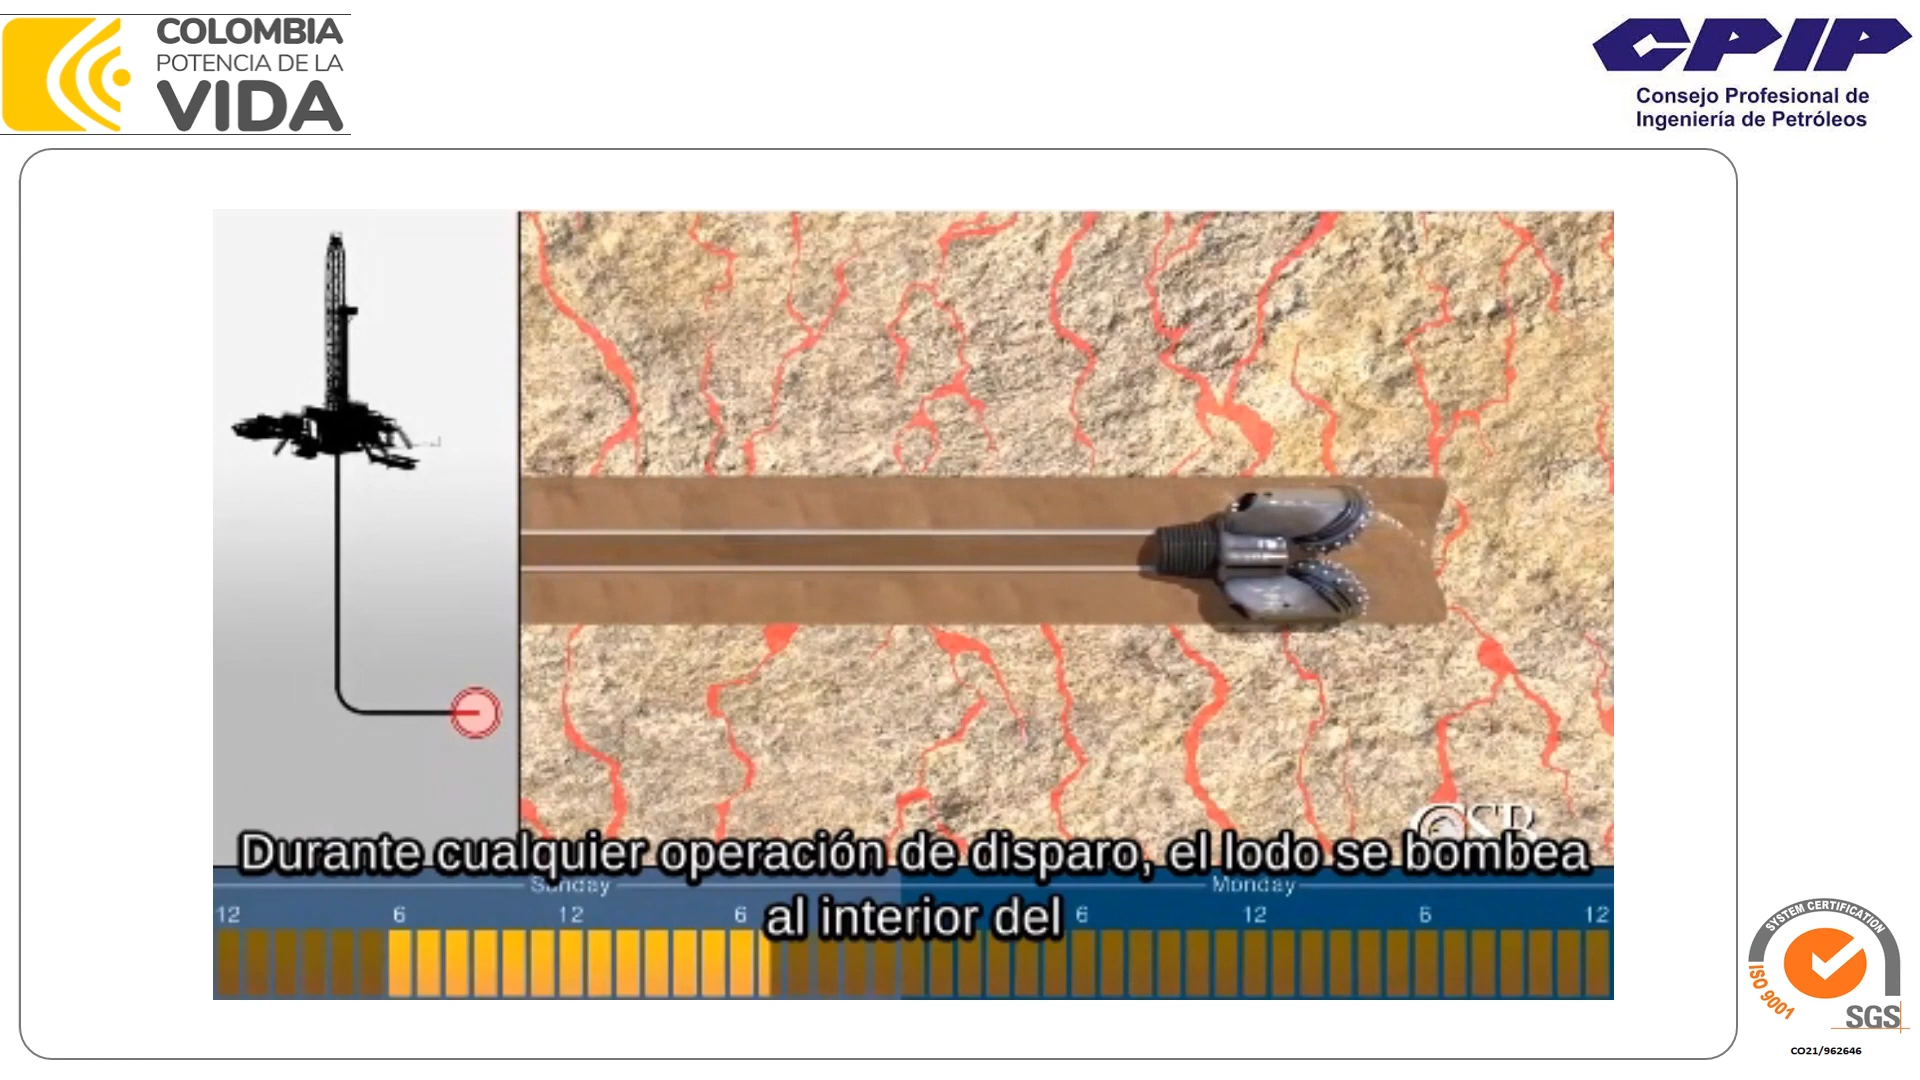 COLOMBIA
POTENCIA DE LA
VIDA
CPIP
Consejo Profesional de
Ingeniería de Petróleos
CSB
Durante cualquier operación de disparo, el lodo se bombea
al interior del
Sunday
Monday
12 6 12 6 6 12 6 12
SYSTEM CERTIFICATION
ISO 9001
SGS
CO21/962646